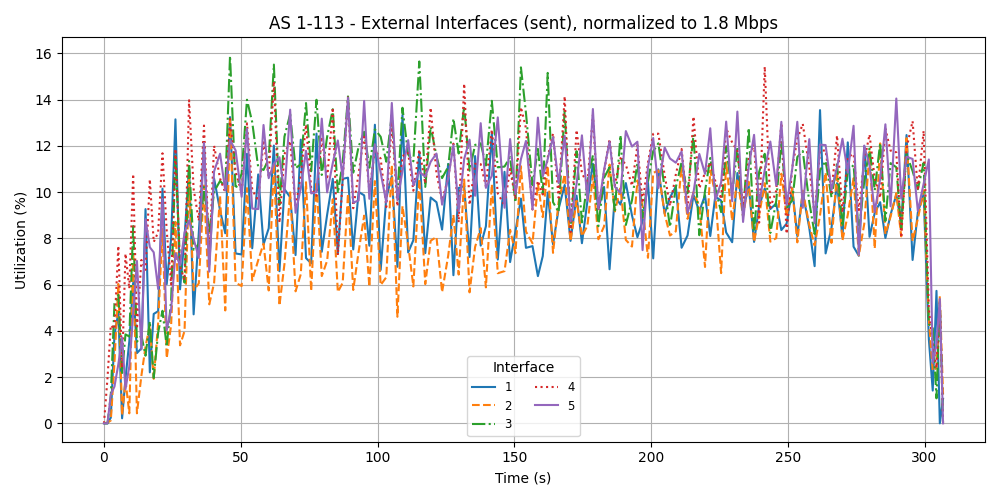 AS 1-113 - External Interfaces (sent), normalized to 1.8 Mbps
16
14
12
10
8
6
4
2
0
Utilization (%)
0 50 100 150 200 250 300
Time (s)
Interface
1 4
2 5
3